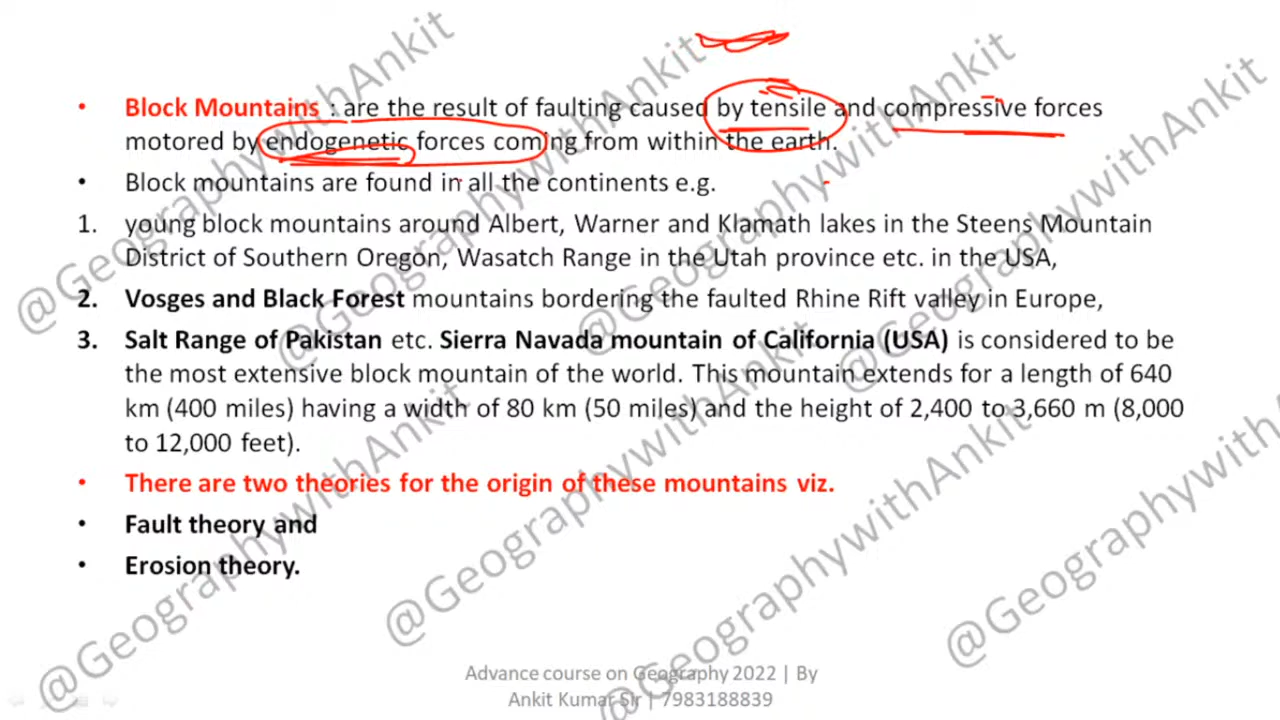 • Block Mountains : are the result of faulting caused by tensile and compressive forces
motored by endogenetic forces coming from within the earth.
• Block mountains are found in all the continents e.g.
1. young block mountains around Albert, Warner and Klamath lakes in the Steens Mountain
District of Southern Oregon, Wasatch Range in the Utah province etc. in the USA,
2. Vosges and Black Forest mountains bordering the faulted Rhine Rift valley in Europe,
3. Salt Range of Pakistan etc. Sierra Navada mountain of California (USA) is considered to be
the most extensive block mountain of the world. This mountain extends for a length of 640
km (400 miles) having a width of 80 km (50 miles) and the height of 2,400 to 3,660 m (8,000
to 12,000 feet).
• There are two theories for the origin of these mountains viz.
• Fault theory and
• Erosion theory.
Advance course on Geography 2022 | By
Ankit Kumar Sir | 7983188839
@GeographywithAnkit
@GeographywithAnkit
@GeographywithAnkit
@GeographywithAnkit
@GeographywithAnkit
@GeographywithAnkit
@GeographywithAnkit
@GeographywithAnkit